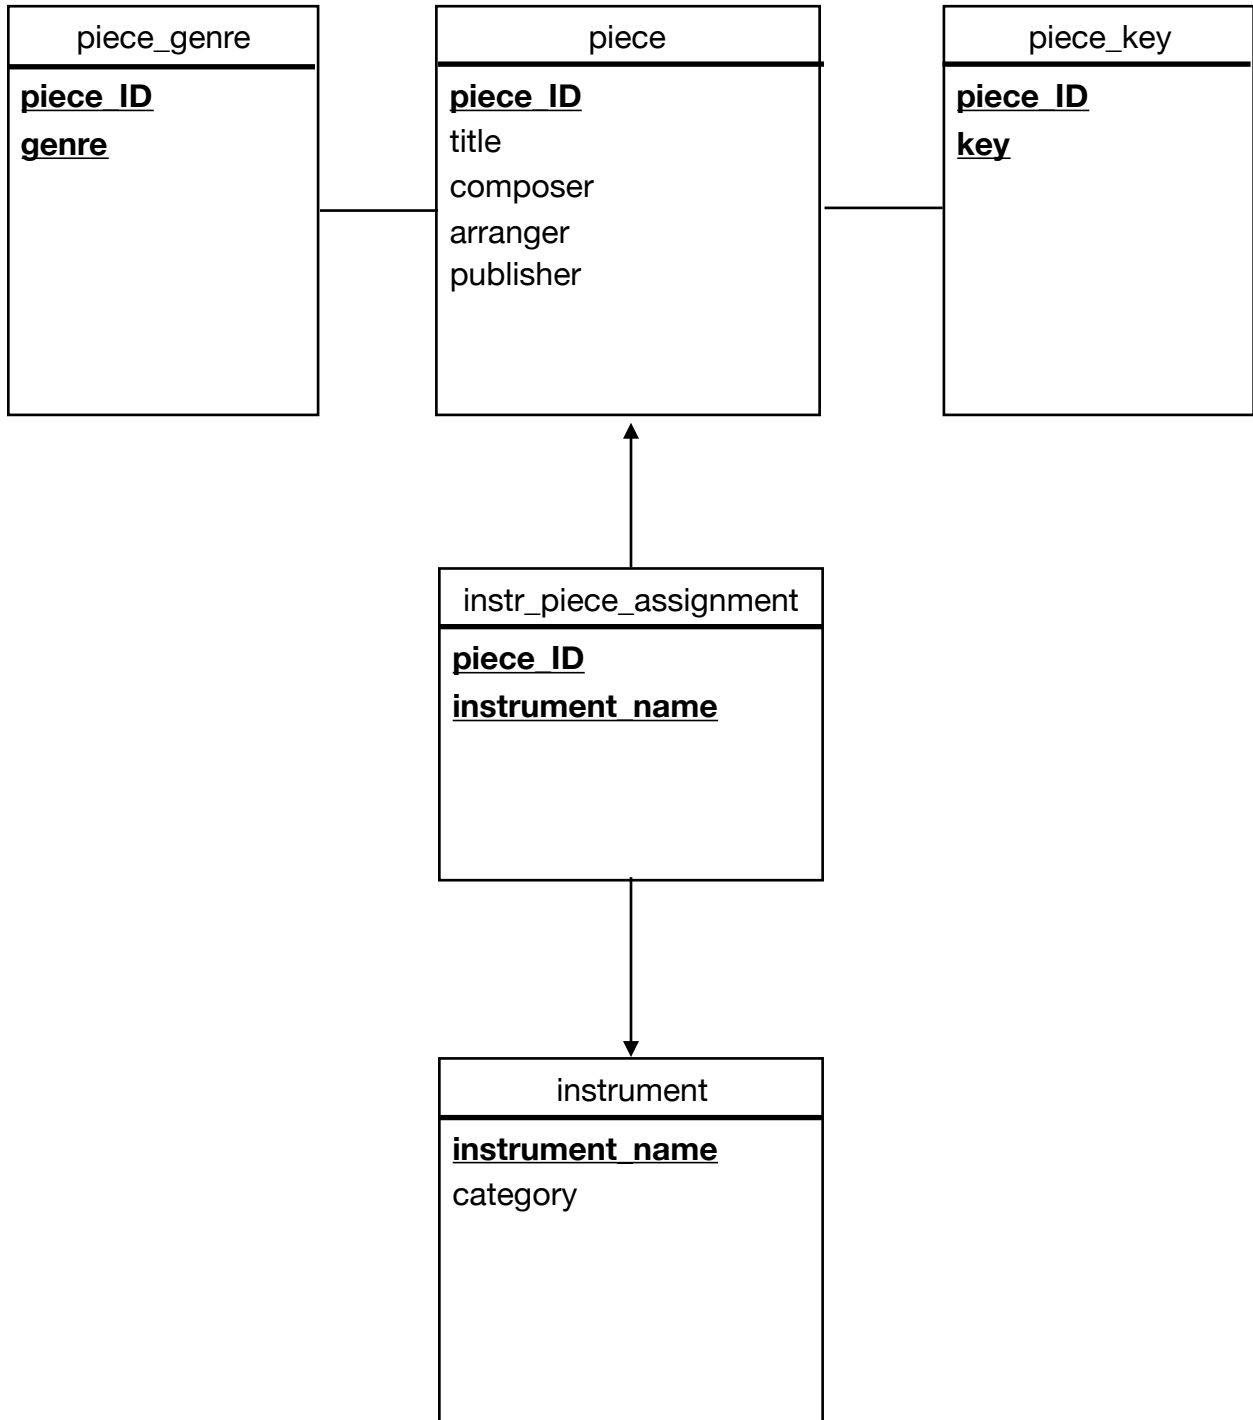 piece_genre
piece_ID
genre
piece
piece_ID
title
composer
arranger
publisher
piece_key
piece_ID
key
instr_piece_assignment
piece_ID
instrument_name
instrument
instrument_name
category